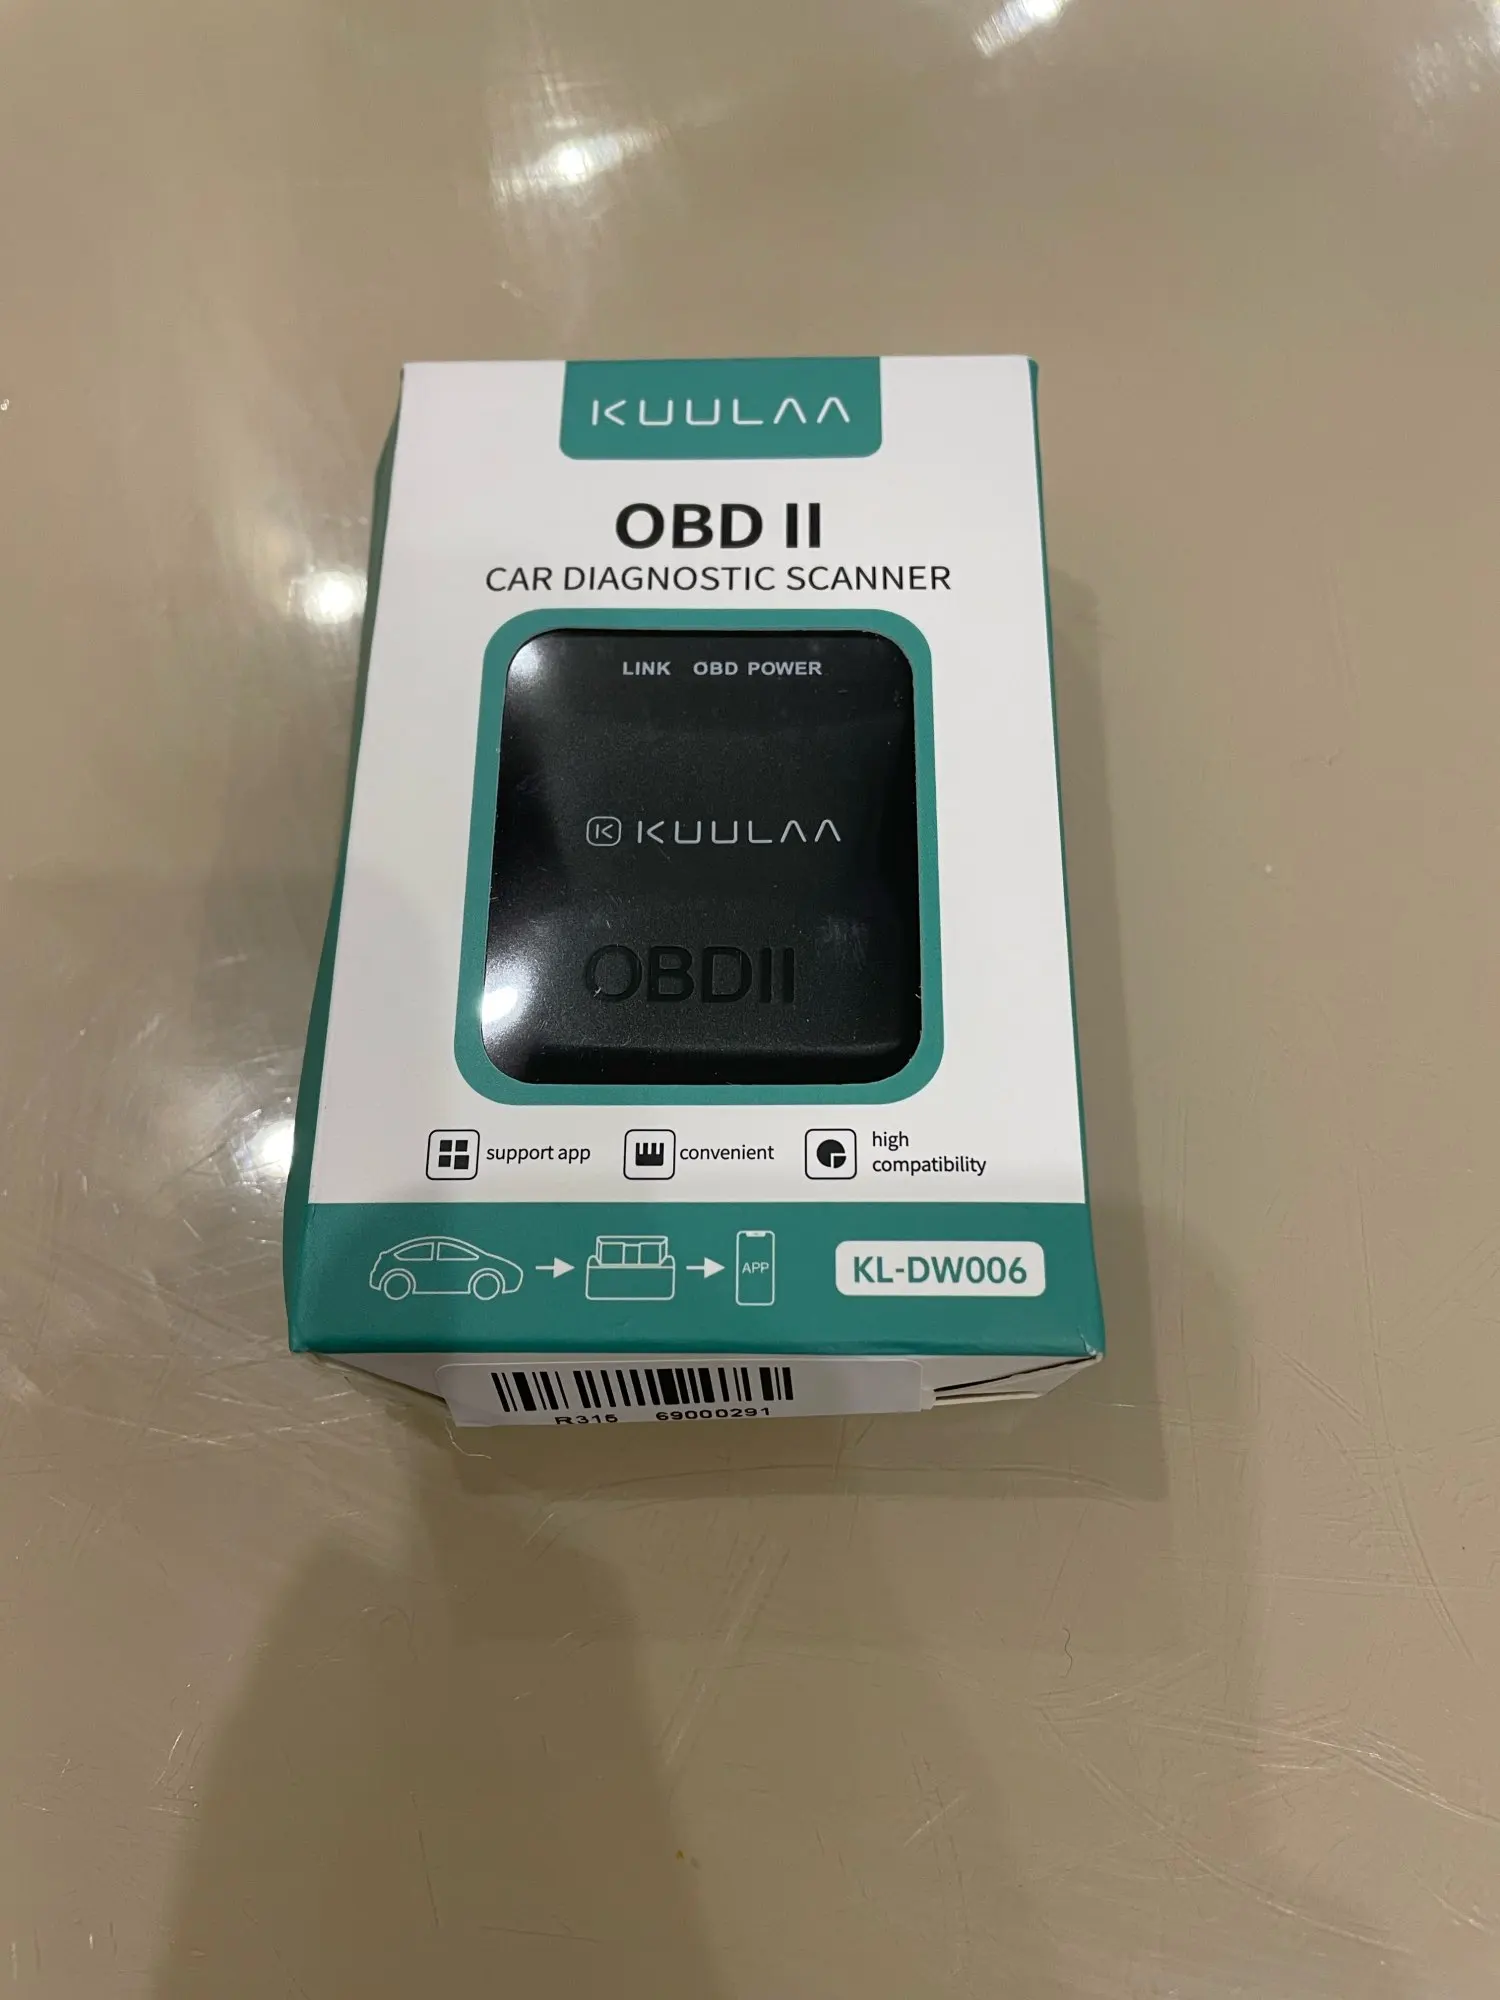 KUULAA
OBD II
CAR DIAGNOSTIC SCANNER
LINK OBD POWER
KUULAA
OBDII
support app
convenient
high
compatibility
APP
KL-DW006
R315 69000291